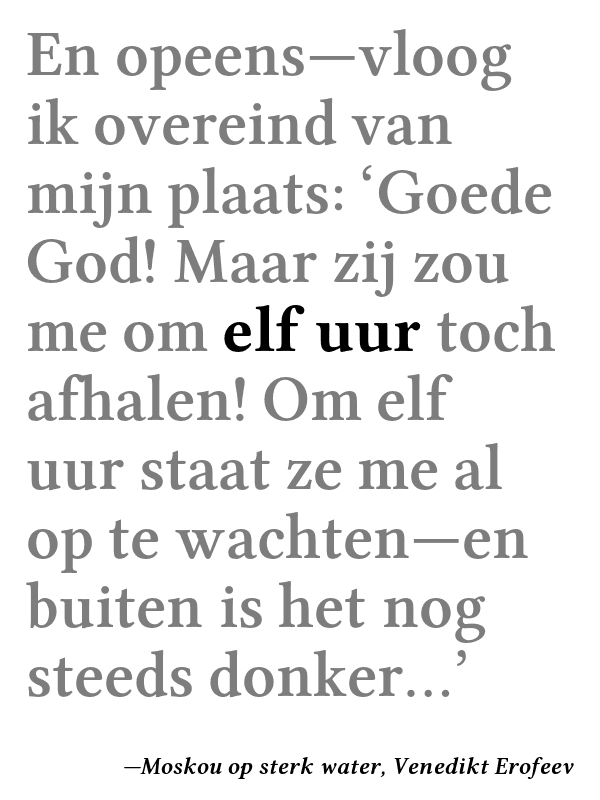 En opeens—vloog
ik overeind van
mijn plaats: ‘Goede
God! Maar zij zou
me om elf uur toch
afhalen! Om elf
uur staat ze me al
op te wachten—en
buiten is het nog
steeds donker…’
—Moskou op sterk water, Venedikt Erofeev